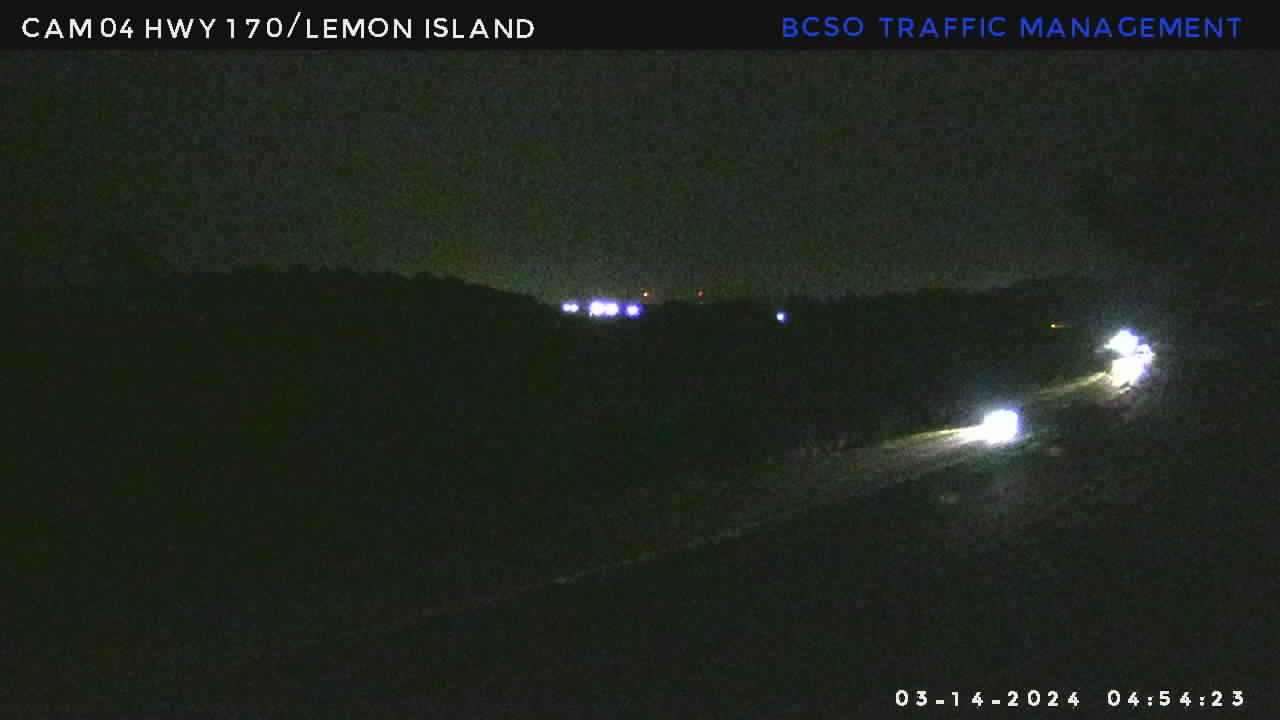 CAM04 HWY 170/LEMON ISLAND
BCSO TRAFFIC MANAGEMENT
03-14-2024 04:54:23